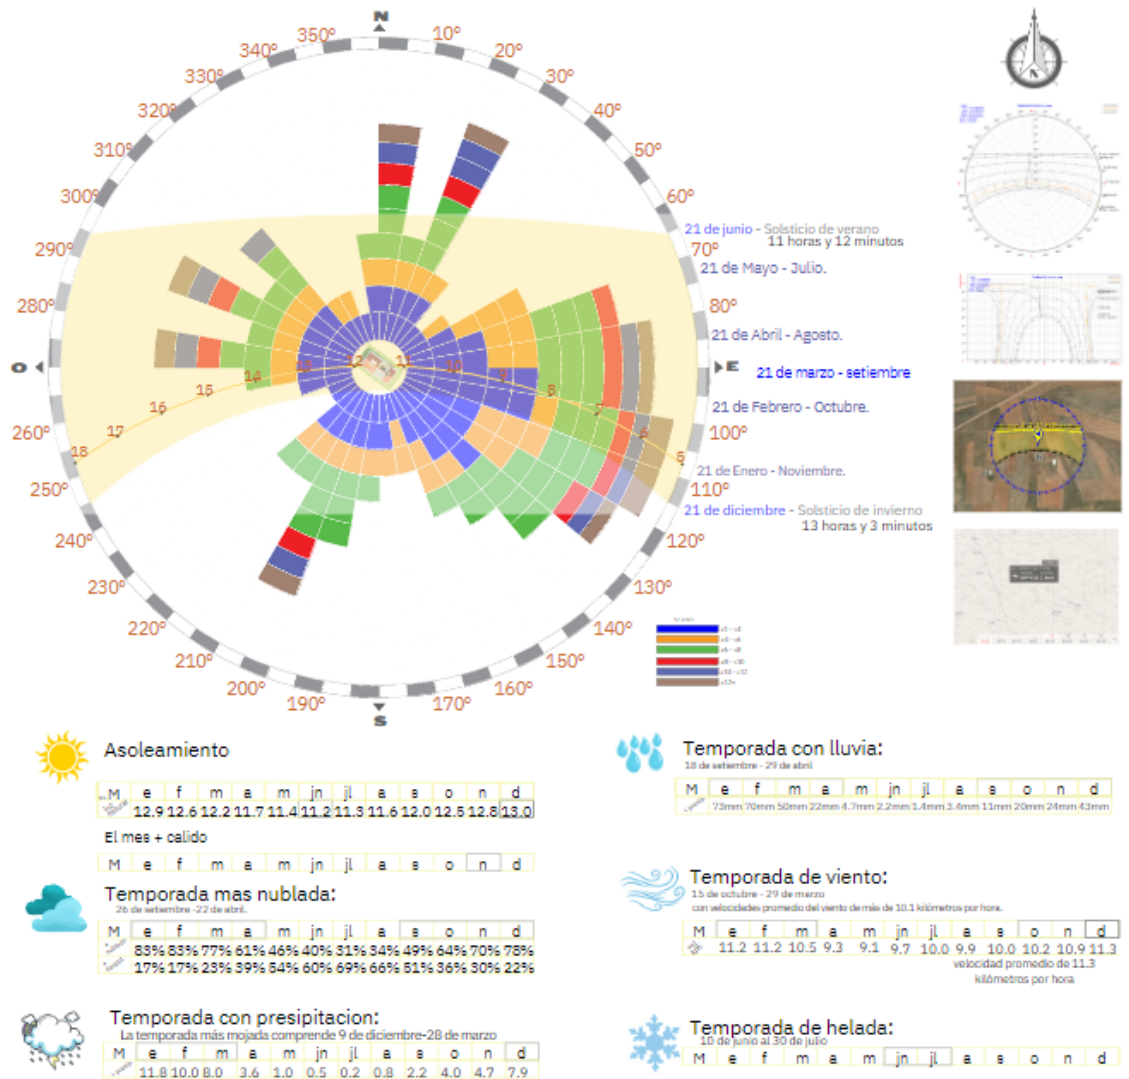 N
350º
10º
340º
20º
330º
30º
320º
40º
310º
50º
300º
60º
290º
70º
280º
80º
O
E
260º
100º
250º
110º
240º
120º
230º
130º
220º
140º
210º
150º
200º
160º
190º
170º
S
18
17
16
15
14
13
12
11
10
9
8
7
6
5
21 de junio - Solsticio de verano
11 horas y 12 minutos
21 de Mayo - Julio.
21 de Abril - Agosto.
21 de marzo - setiembre
21 de Febrero - Octubre.
21 de Enero - Noviembre.
21 de diciembre - Solsticio de invierno
13 horas y 3 minutos
N
Asoleamiento
M e f m a m jn jl a s o n d
12.9 12.6 12.2 11.7 11.4 11.2 11.3 11.6 12.0 12.5 12.8 13.0
El mes + calido
M e f m a m jn jl a s o n d
Temporada mas nublada:
26 de setsembre -22 de abril.
M e f m a m jn jl a s o n d
83% 83% 77% 61% 46% 40% 31% 34% 49% 64% 70% 78%
17% 17% 23% 39% 54% 60% 69% 66% 51% 36% 30% 22%
Temporada con presipitacion:
La temporada más mojada comprende 9 de diciembre-28 de marzo
M e f m a m jn jl a s o n d
11.8 10.0 8.0 3.6 1.0 0.5 0.2 0.8 2.2 4.0 4.7 7.9
Temporada con lluvia:
18 de setsembre - 29 de abril
M e f m a m jn jl a s o n d
73mm 70mm 50mm 22mm 4.7mm 2.2mm 1.4mm 3.4mm 11mm 20mm 24mm 43mm
Temporada de viento:
15 de octubre - 29 de marzo
con velocidades promedio del viento de más de 10.1 kilómetros por hora.
M e f m a m jn jl a s o n d
11.2 11.2 10.5 9.3 9.1 9.7 10.0 9.9 10.0 10.2 10.9 11.3
velocidad promedio de 11.3
kilómetros por hora
Temporada de helada:
10 de junio al 30 de julio
M e f m a m jn jl a s o n d